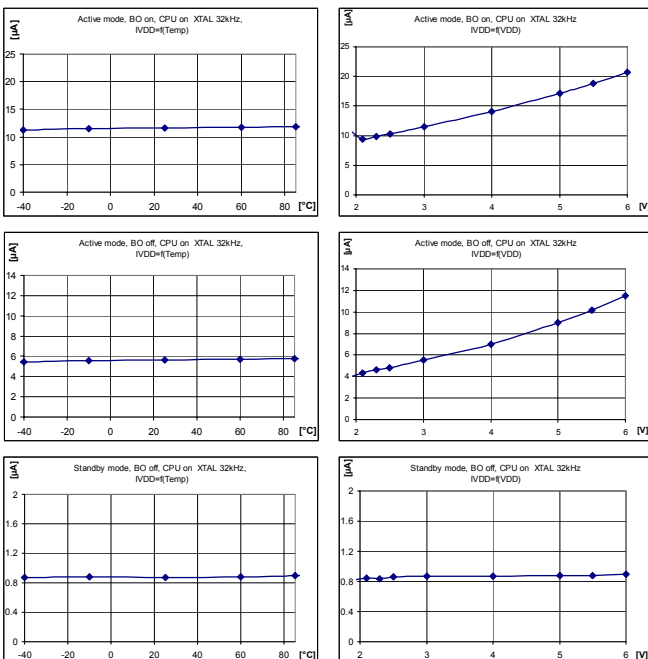 [µA]
Active mode, BO on, CPU on XTAL 32kHz,
IVDD=f(Temp)
25
20
15
10
5
0
-40 -20 0 20 40 60 80 [°C]
[µA]
Active mode, BO on, CPU on XTAL 32kHz
IVDD=f(VDD)
25
20
15
10
5
0
2 3 4 5 6 [V]
[µA]
Active mode, BO off, CPU on XTAL 32kHz,
IVDD=f(Temp)
14
12
10
8
6
4
2
0
-40 -20 0 20 40 60 80 [°C]
[µA]
Active mode, BO off, CPU on XTAL 32kHz
IVDD=f(VDD)
14
12
10
8
6
4
2
0
2 3 4 5 6 [V]
[µA]
Standby mode, BO off, CPU on XTAL 32kHz,
IVDD=f(Temp)
2
1.6
1.2
0.8
0.4
0
-40 -20 0 20 40 60 80 [°C]
[µA]
Standby mode, BO off, CPU on XTAL 32kHz
IVDD=f(VDD)
2
1.6
1.2
0.8
0.4
0
2 3 4 5 6 [V]